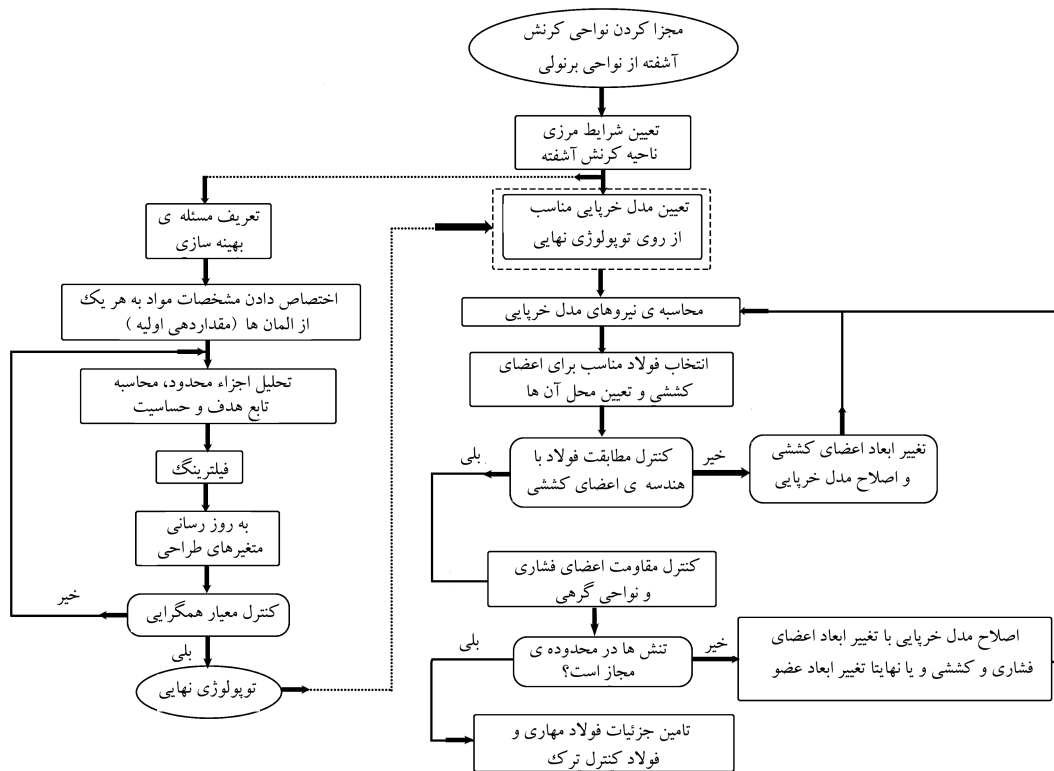 مجزا کردن نواحی کرنش
آشفته از نواحی برنولی
تعیین شرایط مرزی
ناحیه کرنش آشفته
تعیین مدل خرپایی مناسب
از روی توپولوژی نهایی
محاسبه ی نیروهای مدل خرپایی
انتخاب فولاد مناسب برای اعضای
کششی و تعیین محل آن ها
کنترل مطابقت فولاد با
هندسه ی اعضای کششی
خیر
تغییر ابعاد اعضای کششی
و اصلاح مدل خرپایی
بلی
کنترل مقاومت اعضای فشاری
و نواحی گرهی
تنش ها در محدوده ی
مجاز است؟
خیر
اصلاح مدل خرپایی با تغییر ابعاد اعضای
فشاری و کششی و یا نهایتا تغییر ابعاد عضو
بلی
تامین جزئیات فولاد مهاری و
فولاد کنترل ترک
تعریف مسئله ی
بهینه سازی
اختصاص دادن مشخصات مواد به هر یک
از المان ها (مقداردهی اولیه )
تحلیل اجزاء محدود، محاسبه
تابع هدف و حساسیت
فیلترینگ
به روز رسانی
متغیرهای طراحی
کنترل معیار همگرایی
خیر
بلی
توپولوژی نهایی